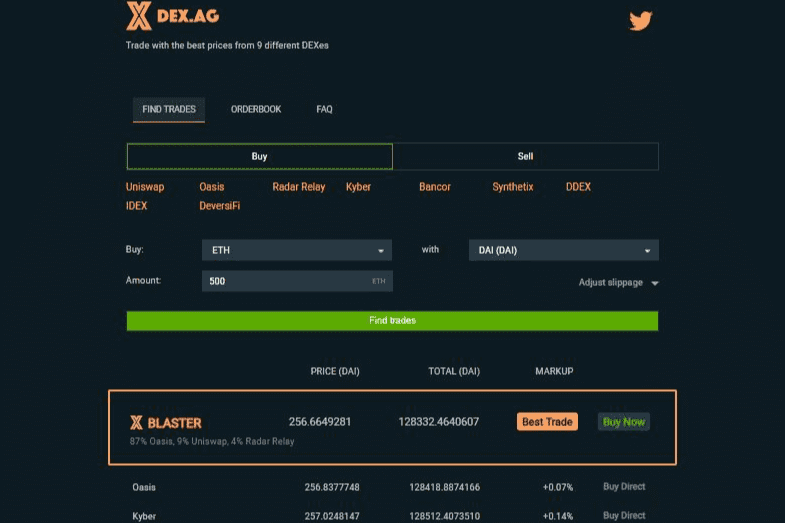 DEX.AG
Trade with the best prices from 9 different DEXes
FIND TRADES ORDERBOOK FAQ
Buy Sell
Uniswap Oasis Radar Relay Kyber Bancor Synthetix DDEX
IDEX DeversiFi
Buy: ETH with DAI (DAI)
Amount: 500 ETH Adjust slippage
Find trades
PRICE (DAI) TOTAL (DAI) MARKUP
BLASTER 256.6649281 128332.4640607 Best Trade Buy Now
87% Oasis, 9% Uniswap, 4% Radar Relay
Oasis 256.8377748 128418.8874166 +0.07% Buy Direct
Kyber 257.0248147 128512.4073510 +0.14% Buy Direct